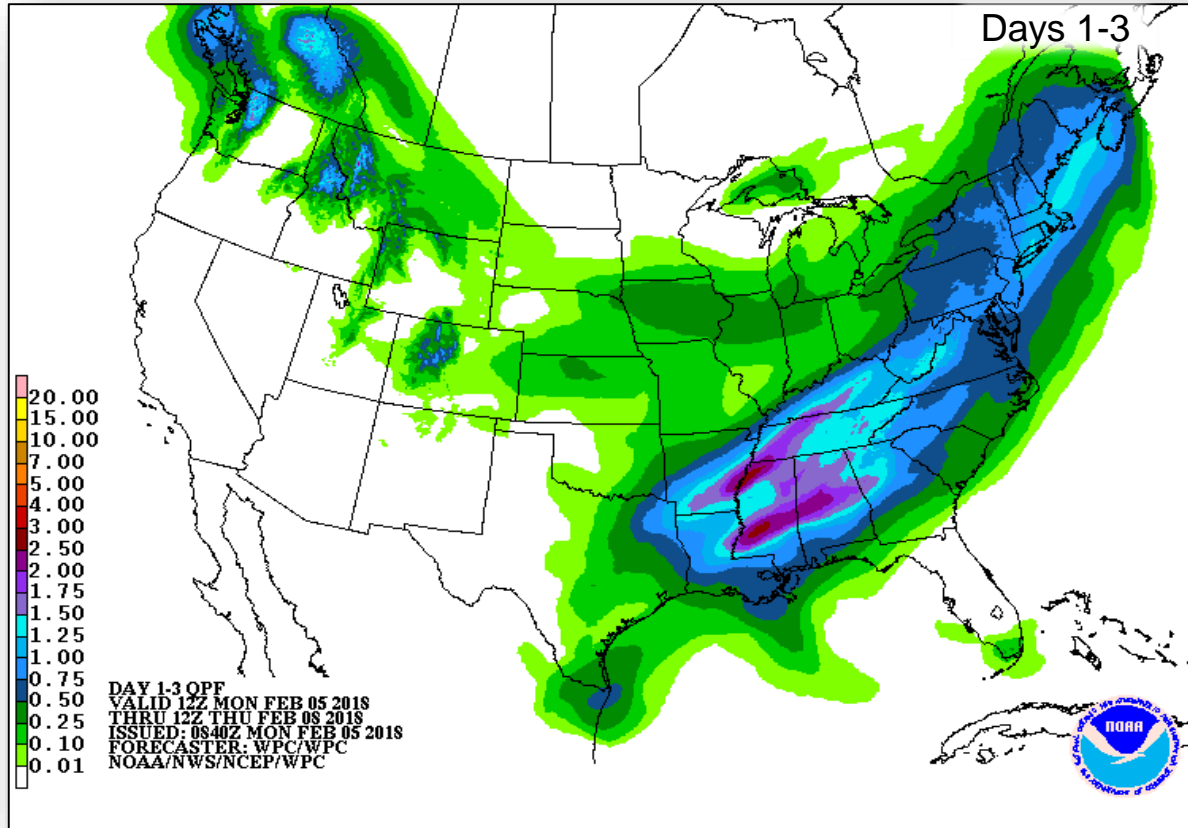 Days 1-3
20.00
15.00
10.00
7.00
5.00
4.00
3.00
2.50
2.00
1.75
1.50
1.25
1.00
0.75
0.50
0.25
0.10
0.01
DAY 1-3 QPF
VALID 12Z MON FEB 05 2018
THRU 12Z THU FEB 08 2018
ISSUED: 0840Z MON FEB 05 2018
FORECASTER: WPC/WPC
NOAA/NWS/NCEP/WPC
NOAA